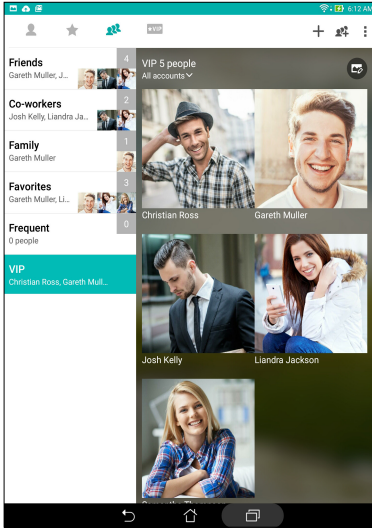 6:12 AM
VIP
Friends
4
Gareth Muller, J...
Co-workers
2
Josh Kelly, Liandra Ja...
Family
1
Gareth Muller
Favorites
3
Gareth Muller, Li...
Frequent
0
0 people
VIP
Christian Ross, Gareth Mull...
VIP 5 people
All accounts
Christian Ross
Gareth Muller
Josh Kelly
Liandra Jackson